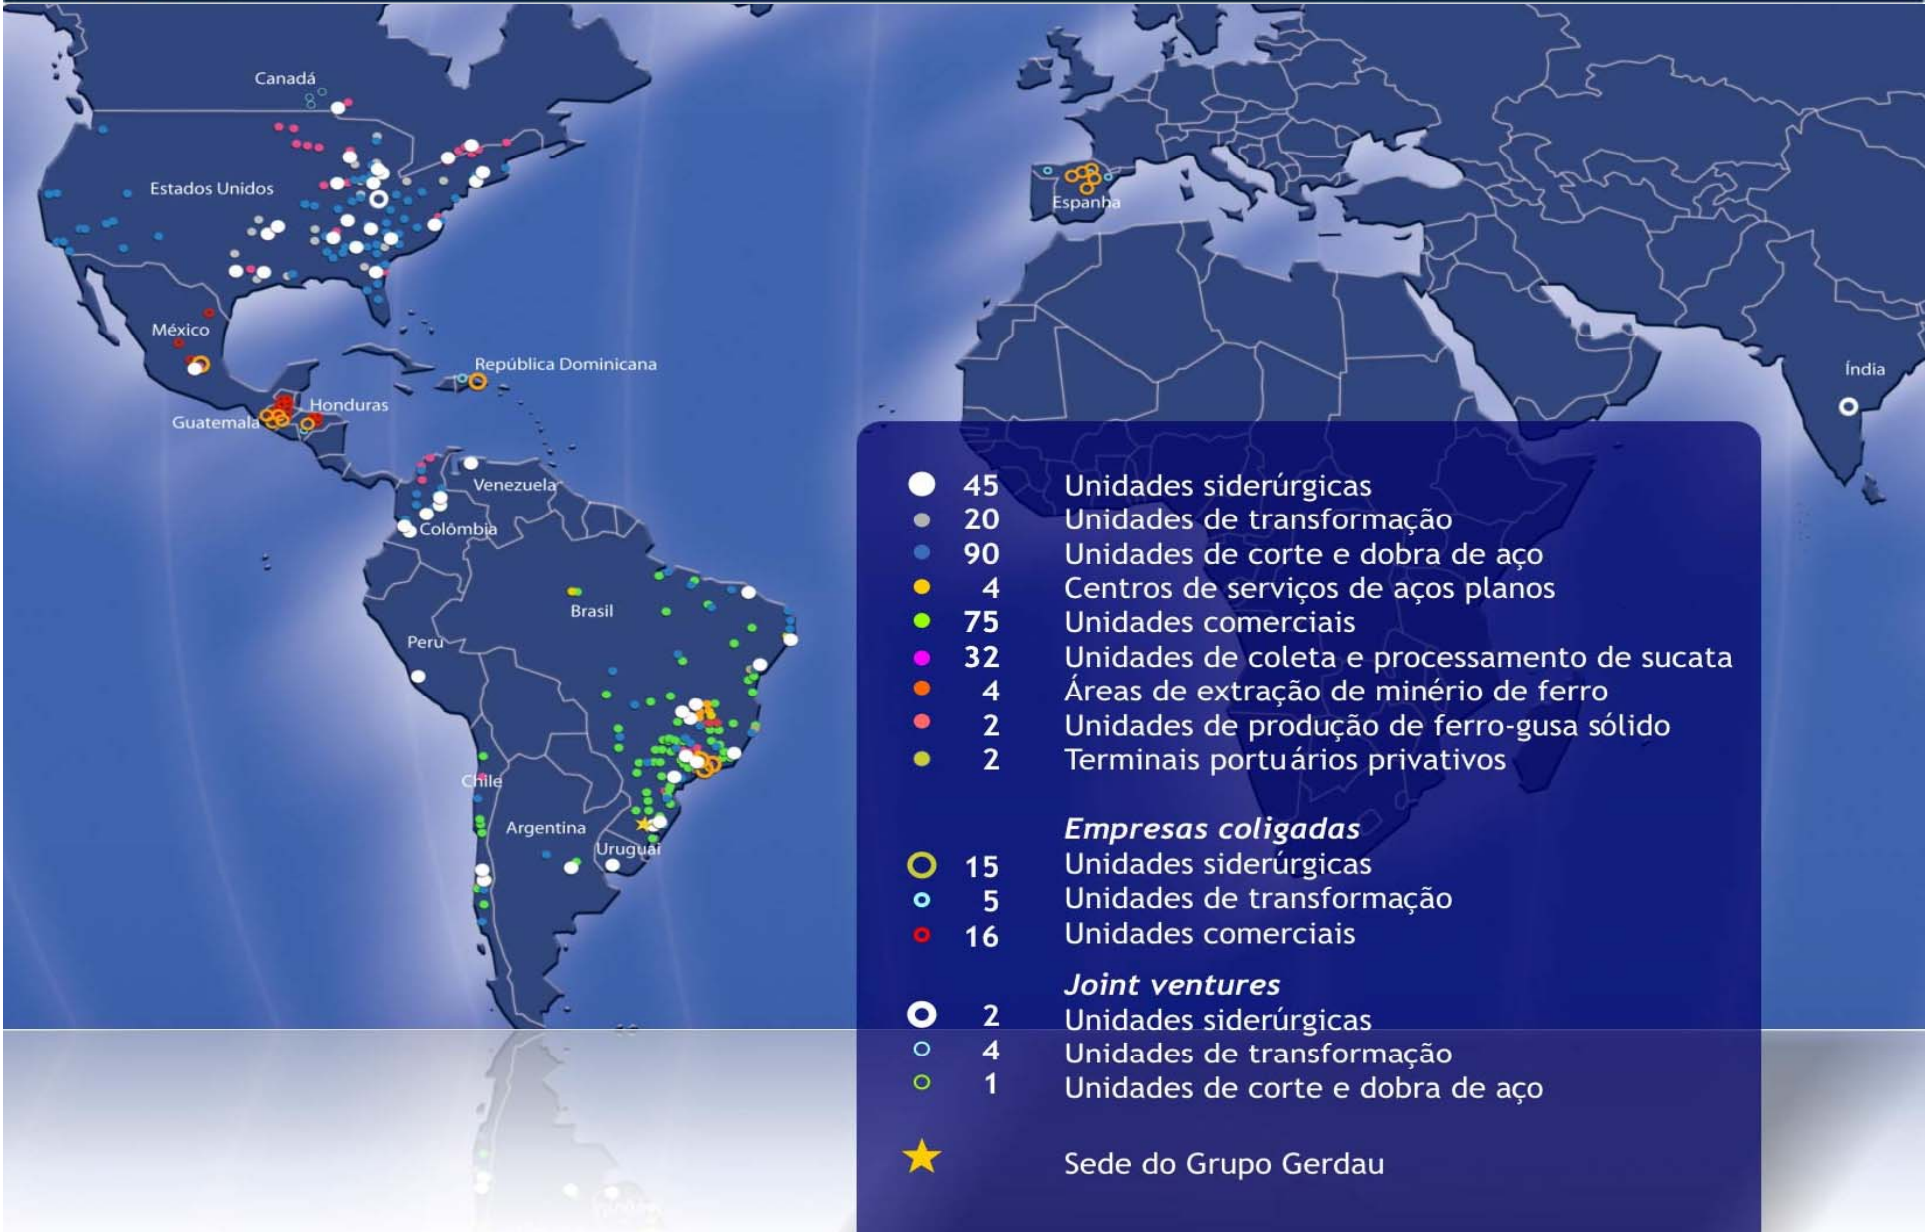 Canadá
Estados Unidos
Espanha
México
República Dominicana
Índia
Honduras
Guatemala
Venezuela
Colômbia
Brasil
Peru
Chile
Argentina
Uruguai
45 Unidades siderúrgicas
20 Unidades de transformação
90 Unidades de corte e dobra de aço
4 Centros de serviços de aços planos
75 Unidades comerciais
32 Unidades de coleta e processamento de sucata
4 Áreas de extração de minério de ferro
2 Unidades de produção de ferro-gusa sólido
2 Terminais portuários privativos
Empresas coligadas
15 Unidades siderúrgicas
5 Unidades de transformação
16 Unidades comerciais
Joint ventures
2 Unidades siderúrgicas
4 Unidades de transformação
1 Unidades de corte e dobra de aço
Sede do Grupo Gerdau